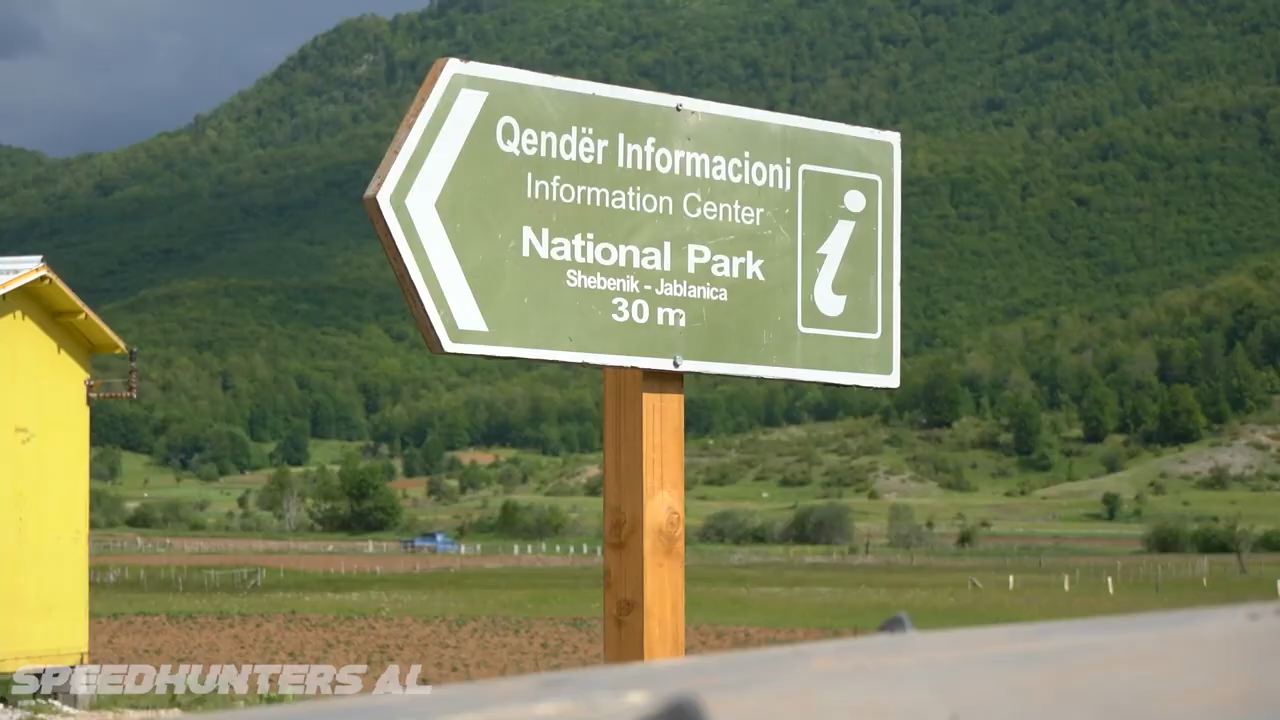 Qendër Informacioni
Information Center
National Park
Shebenik - Jablanica
30 m
i
SPEEDHUNTERS AL